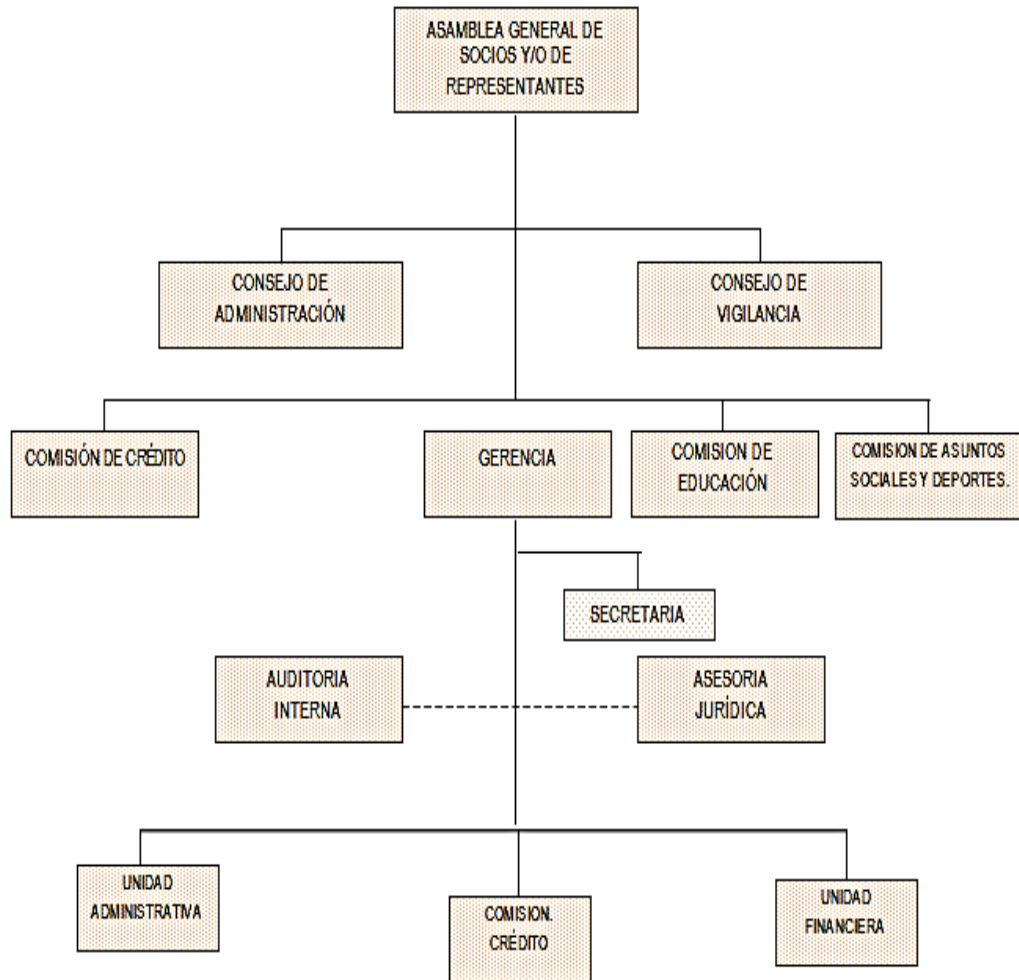 ASAMBLEA GENERAL DE
SOCIOS Y/O DE
REPRESENTANTES
CONSEJO DE
ADMINISTRACIÓN
CONSEJO DE
VIGILANCIA
COMISIÓN DE CRÉDITO
GERENCIA
COMISION DE
EDUCACIÓN
COMISION DE ASUNTOS
SOCIALES Y DEPORTES.
SECRETARIA
AUDITORIA
INTERNA
ASESORIA
JURÍDICA
UNIDAD
ADMINISTRATIVA
COMISION.
CRÉDITO
UNIDAD
FINANCIERA